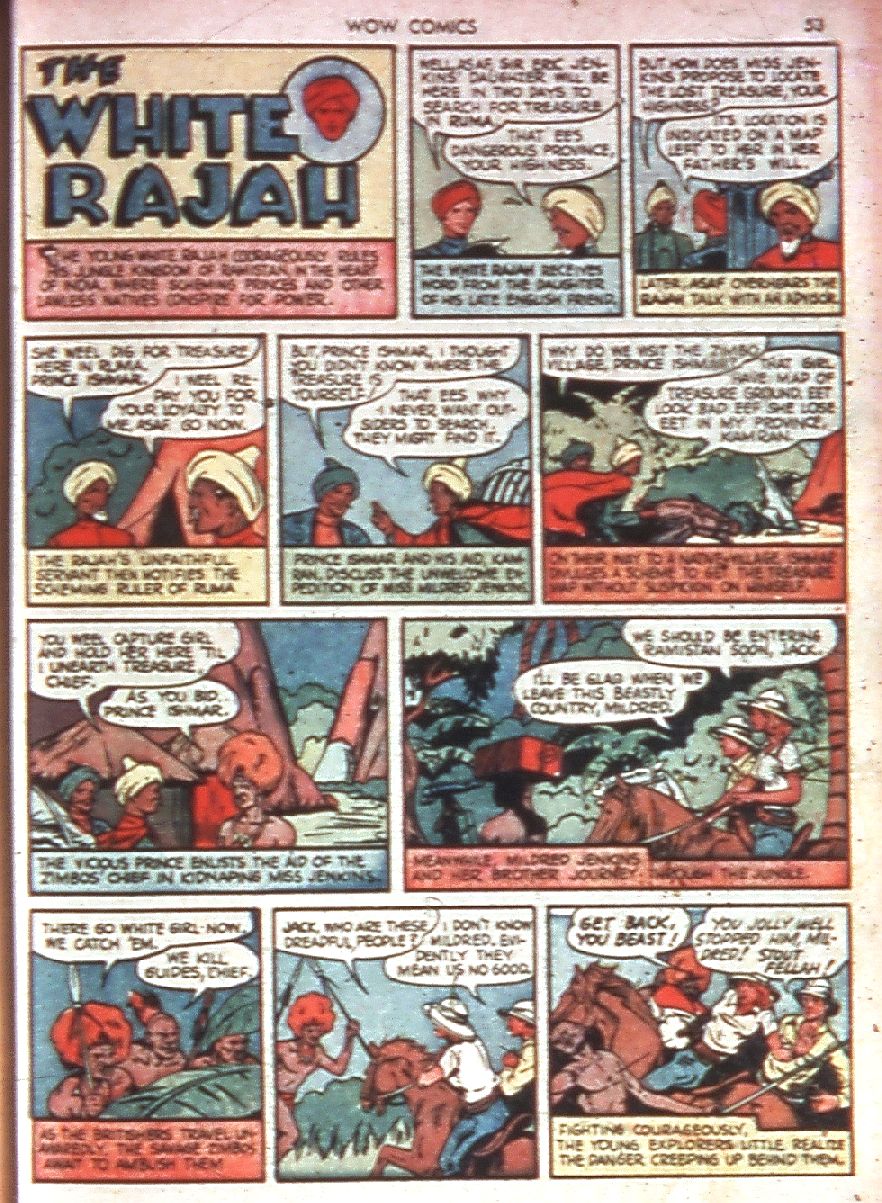 WOW COMICS
53
THE
WHITE
RAJAH
THE YOUNG WHITE RAJAH COURAGEOUSLY RULES
HIS JUNGLE KINGDOM OF RAMISTAN, IN THE HEART
OF INDIA, WHERE SCHEMING PRINCES AND OTHER
LAWLESS NATIVES CONSPIRE FOR POWER.
WELL, ASAF, SIR ERIC JEN-
KINS' DAUGHTER WILL BE
HERE IN TWO DAYS TO
SEARCH FOR TREASURE
IN RUMA.
THAT EES
DANGEROUS PROVINCE,
YOUR HIGHNESS.
THE WHITE RAJAH RECEIVES
WORD FROM THE DAUGHTER
OF HIS LATE ENGLISH FRIEND.
BUT HOW DOES MISS JEN-
KINS PROPOSE TO LOCATE
THE LOST TREASURE, YOUR
HIGHNESS?
IT'S LOCATION IS
INDICATED ON A MAP
LEFT TO HER IN HER
FATHER'S WILL.
LATER, ASAF OVERHEARS THE
RAJAH TALK WITH AN ADVISOR.
SHE WEEL DIG FOR TREASURE
HERE IN RUMA,
PRINCE ISHMAR.
I WEEL RE-
PAY YOU FOR
YOUR LOYALTY TO
ME, ASAF. GO NOW.
THE RAJAH'S UNFAITHFUL
SERVANT THEN NOTIFIES THE
SCHEMING RULER OF RUMA
BUT, PRINCE ISHMAR, I THOUGHT
YOU DIDN'T KNOW WHERE THE
TREASURE IS
YOURSELF.
THAT EES WHY
I NEVER WANT OUT-
SIDERS TO SEARCH,
THEY MIGHT FIND IT.
PRINCE ISHMAR AND HIS AID, KAM-
RAN, DISCUSS THE UNWELCOME EX-
PEDITION OF MISS MILDRED JENKINS
WHY DO WE VISIT THE ZIMBO
VILLAGE, PRINCE ISHMAR?
THAT GIRL
HAVE MAP OF
TREASURE GROUND. EET
LOOK BAD EEF SHE LOSE
EET IN MY PROVINCE,
KAMRAN.
ON THEIR WAY TO A NATIVE VILLAGE, ISHMAR
DIVULGES A SCHEME TO GET THE TREASURE
MAP WITHOUT SUSPICION ON HIMSELF.
YOU WEEL CAPTURE GIRL
AND HOLD HER HERE 'TIL
I UNEARTH TREASURE,
CHIEF.
AS YOU BID,
PRINCE ISHMAR.
THE VICIOUS PRINCE ENLISTS THE AID OF THE
ZIMBOS' CHIEF IN KIDNAPING MISS JENKINS.
WE SHOULD BE ENTERING
RAMISTAN SOON, JACK.
I'LL BE GLAD WHEN WE
LEAVE THIS BEASTLY
COUNTRY, MILDRED.
MEANWHILE, MILDRED JENKINS
AND HER BROTHER JOURNEY THROUGH THE JUNGLE.
THERE GO WHITE GIRL-NOW,
WE CATCH 'EM.
WE KILL
GUIDES, CHIEF.
AS THE BRITISHERS TRAVEL UN-
AWAREDLY, THE SAVAGE ZIMBOS
AWAIT TO AMBUSH THEM
JACK, WHO ARE THESE
DREADFUL PEOPLE?
I DON'T KNOW
MILDRED. EVI-
DENTLY THEY
MEAN US NO GOOD.
GET BACK,
YOU BEAST!
YOU JOLLY WELL
STOPPED HIM, MIL-
DRED! STOUT
FELLAH!
FIGHTING COURAGEOUSLY,
THE YOUNG EXPLORERS LITTLE REALIZE
THE DANGER CREEPING UP BEHIND THEM.